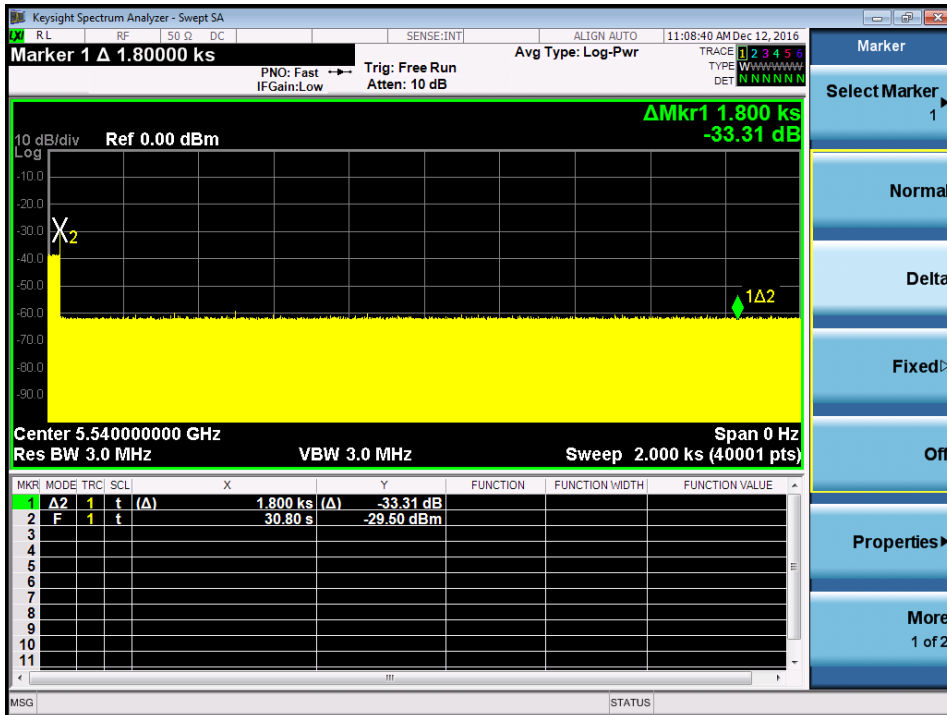 Keysight Spectrum Analyzer - Swept SA
LXI RL RF 50 Ω DC SENSE:INT ALIGN AUTO 11:08:40 AM Dec 12, 2016
Marker 1 Δ 1.80000 ks
PNO: Fast
IFGain:Low
Trig: Free Run
Atten: 10 dB
Avg Type: Log-Pwr
TRACE 1 2 3 4 5 6
TYPE WWWWWW
DET N N N N N N
ΔMkr1 1.800 ks
-33.31 dB
10 dB/div Ref 0.00 dBm
Log
-10.0
-20.0
-30.0
-40.0
-50.0
-60.0
-70.0
-80.0
-90.0
X2
1Δ2
Center 5.540000000 GHz Span 0 Hz
Res BW 3.0 MHz VBW 3.0 MHz Sweep 2.000 ks (40001 pts)
MKR MODE TRC SCL X Y FUNCTION FUNCTION WIDTH FUNCTION VALUE
1 Δ2 1 t (Δ) 1.800 ks (Δ) -33.31 dB
2 F 1 t 30.80 s -29.50 dBm
3
4
5
6
7
8
9
10
11
MSG STATUS
Marker
Select Marker
1
Normal
Delta
Fixed
Off
Properties
More
1 of 2